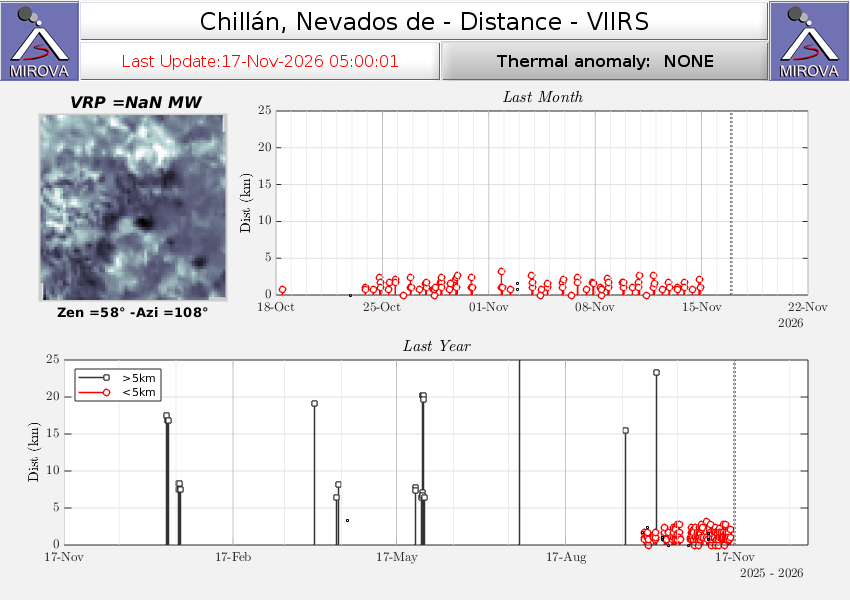 Chillán, Nevados de - Distance - VIIRS
MIROVA
Last Update:17-Nov-2026 05:00:01
Thermal anomaly: NONE
MIROVA
VRP =NaN MW
Zen =58° -Azi =108°
Last Month
Dist (km)
25
20
15
10
5
0
18-Oct
25-Oct
01-Nov
08-Nov
15-Nov
22-Nov
2026
Last Year
Dist (km)
25
20
15
10
5
0
>5km
<5km
17-Nov
17-Feb
17-May
17-Aug
17-Nov
2025 - 2026